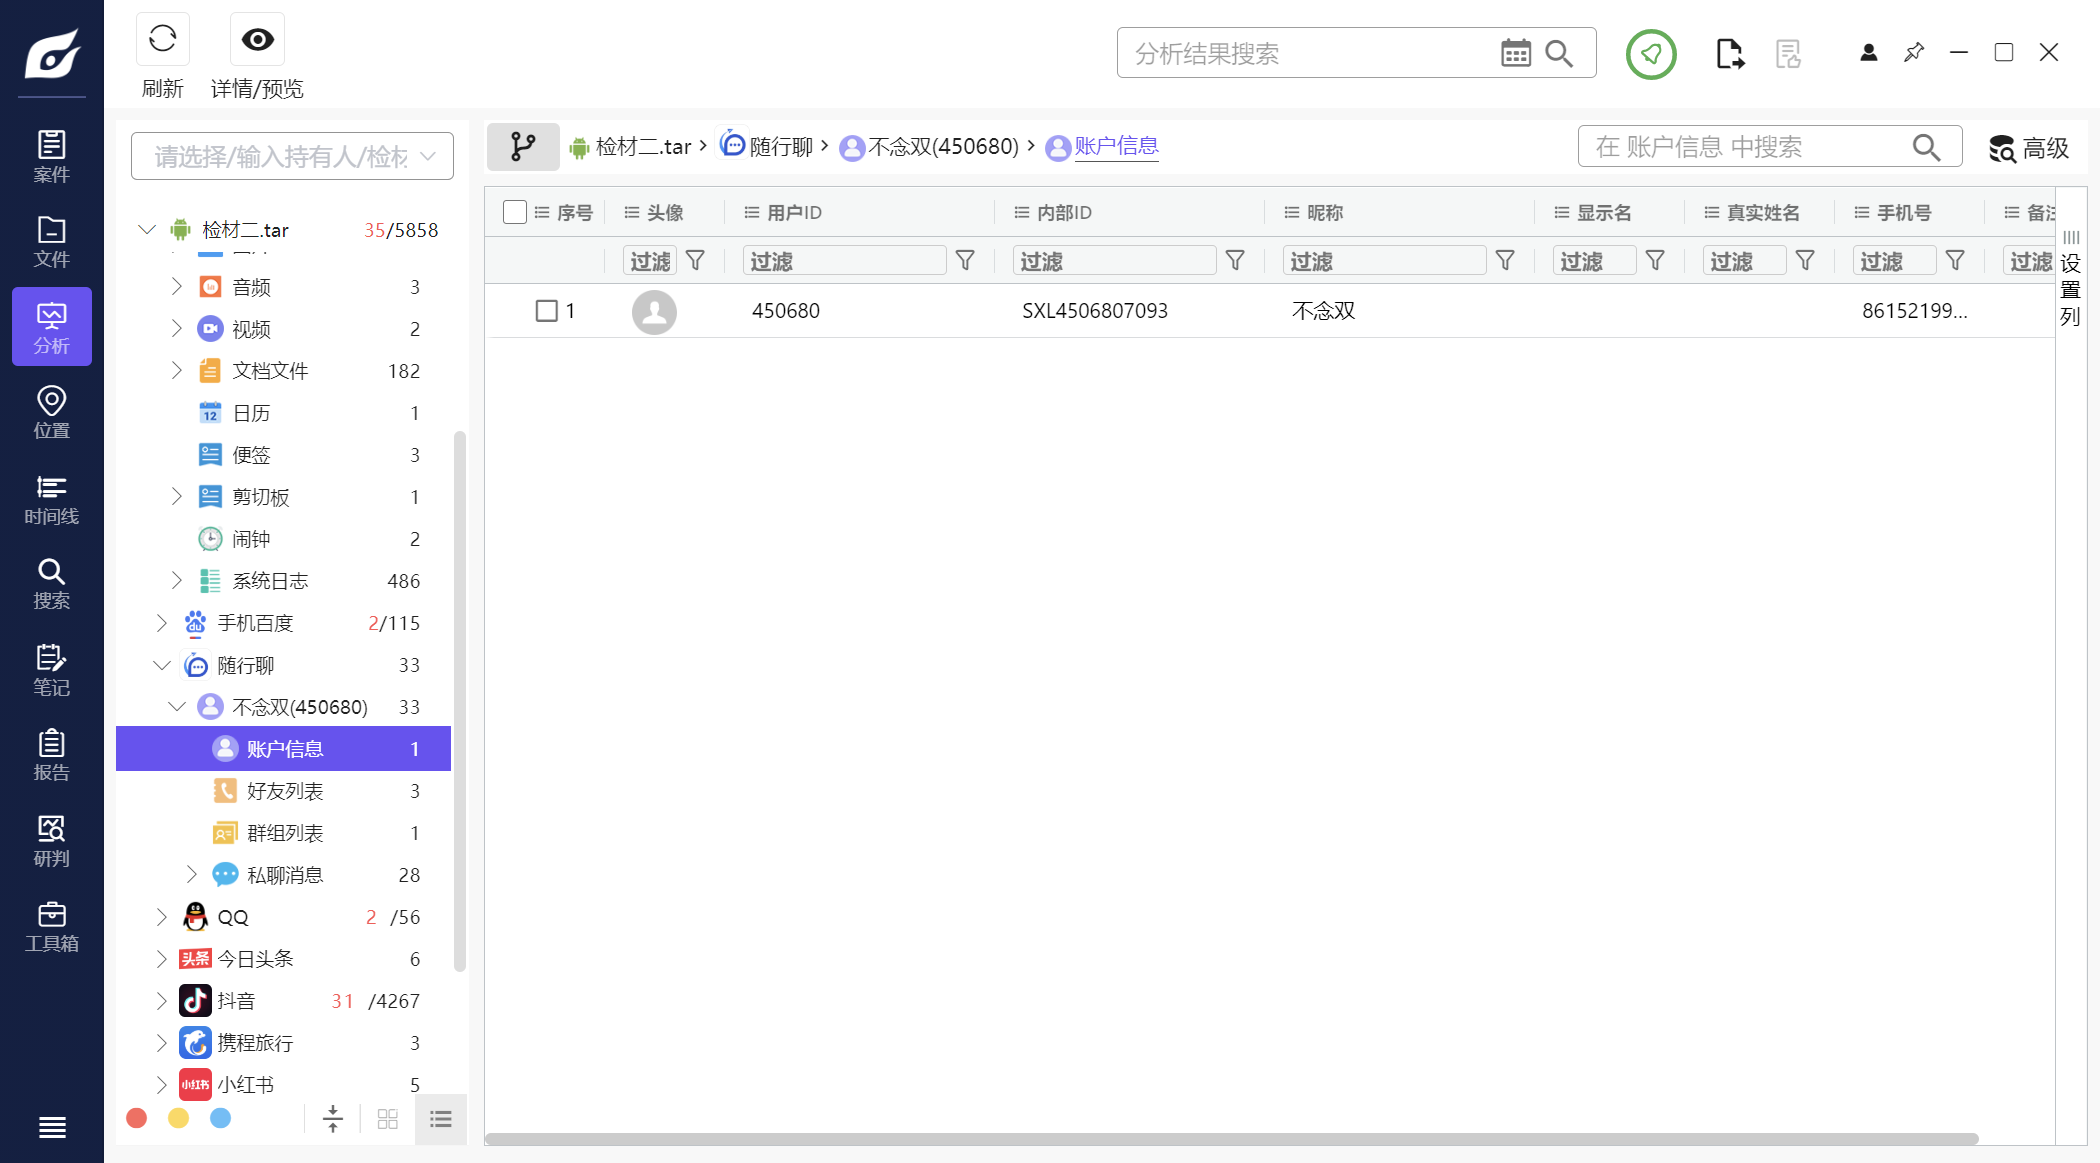 刷新
详情/预览
分析结果搜索
案件
文件
分析
位置
时间线
搜索
笔记
报告
研判
工具箱
请选择/输入持有人/检材
检材二.tar 35/5858
音频 3
视频 2
文档文件 182
12 日历 1
便签 3
剪切板 1
闹钟 2
系统日志 486
du 手机百度 2/115
随行聊 33
不念双(450680) 33
账户信息 1
好友列表 3
群组列表 1
私聊消息 28
QQ 2 /56
头条 今日头条 6
抖音 31 /4267
携程旅行 3
小红书 小红书 5
检材二.tar › 随行聊 › 不念双(450680) › 账户信息
在 账户信息 中搜索
高级
序号 头像 用户ID 内部ID 昵称 显示名 真实姓名 手机号 备注
过滤 过滤 过滤 过滤 过滤 过滤 过滤 过滤
1 450680 SXL4506807093 不念双 86152199...
设置列